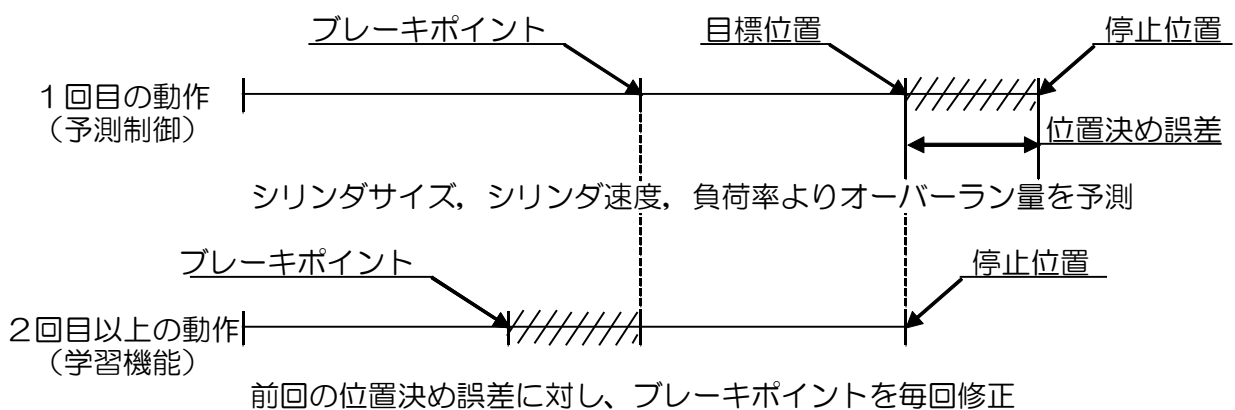 ブレーキポイント
目標位置
停止位置
1回目の動作
(予測制御)
位置決め誤差
シリンダサイズ,シリンダ速度,負荷率よりオーバーラン量を予測
ブレーキポイント
停止位置
2回目以上の動作
(学習機能)
前回の位置決め誤差に対し、ブレーキポイントを毎回修正